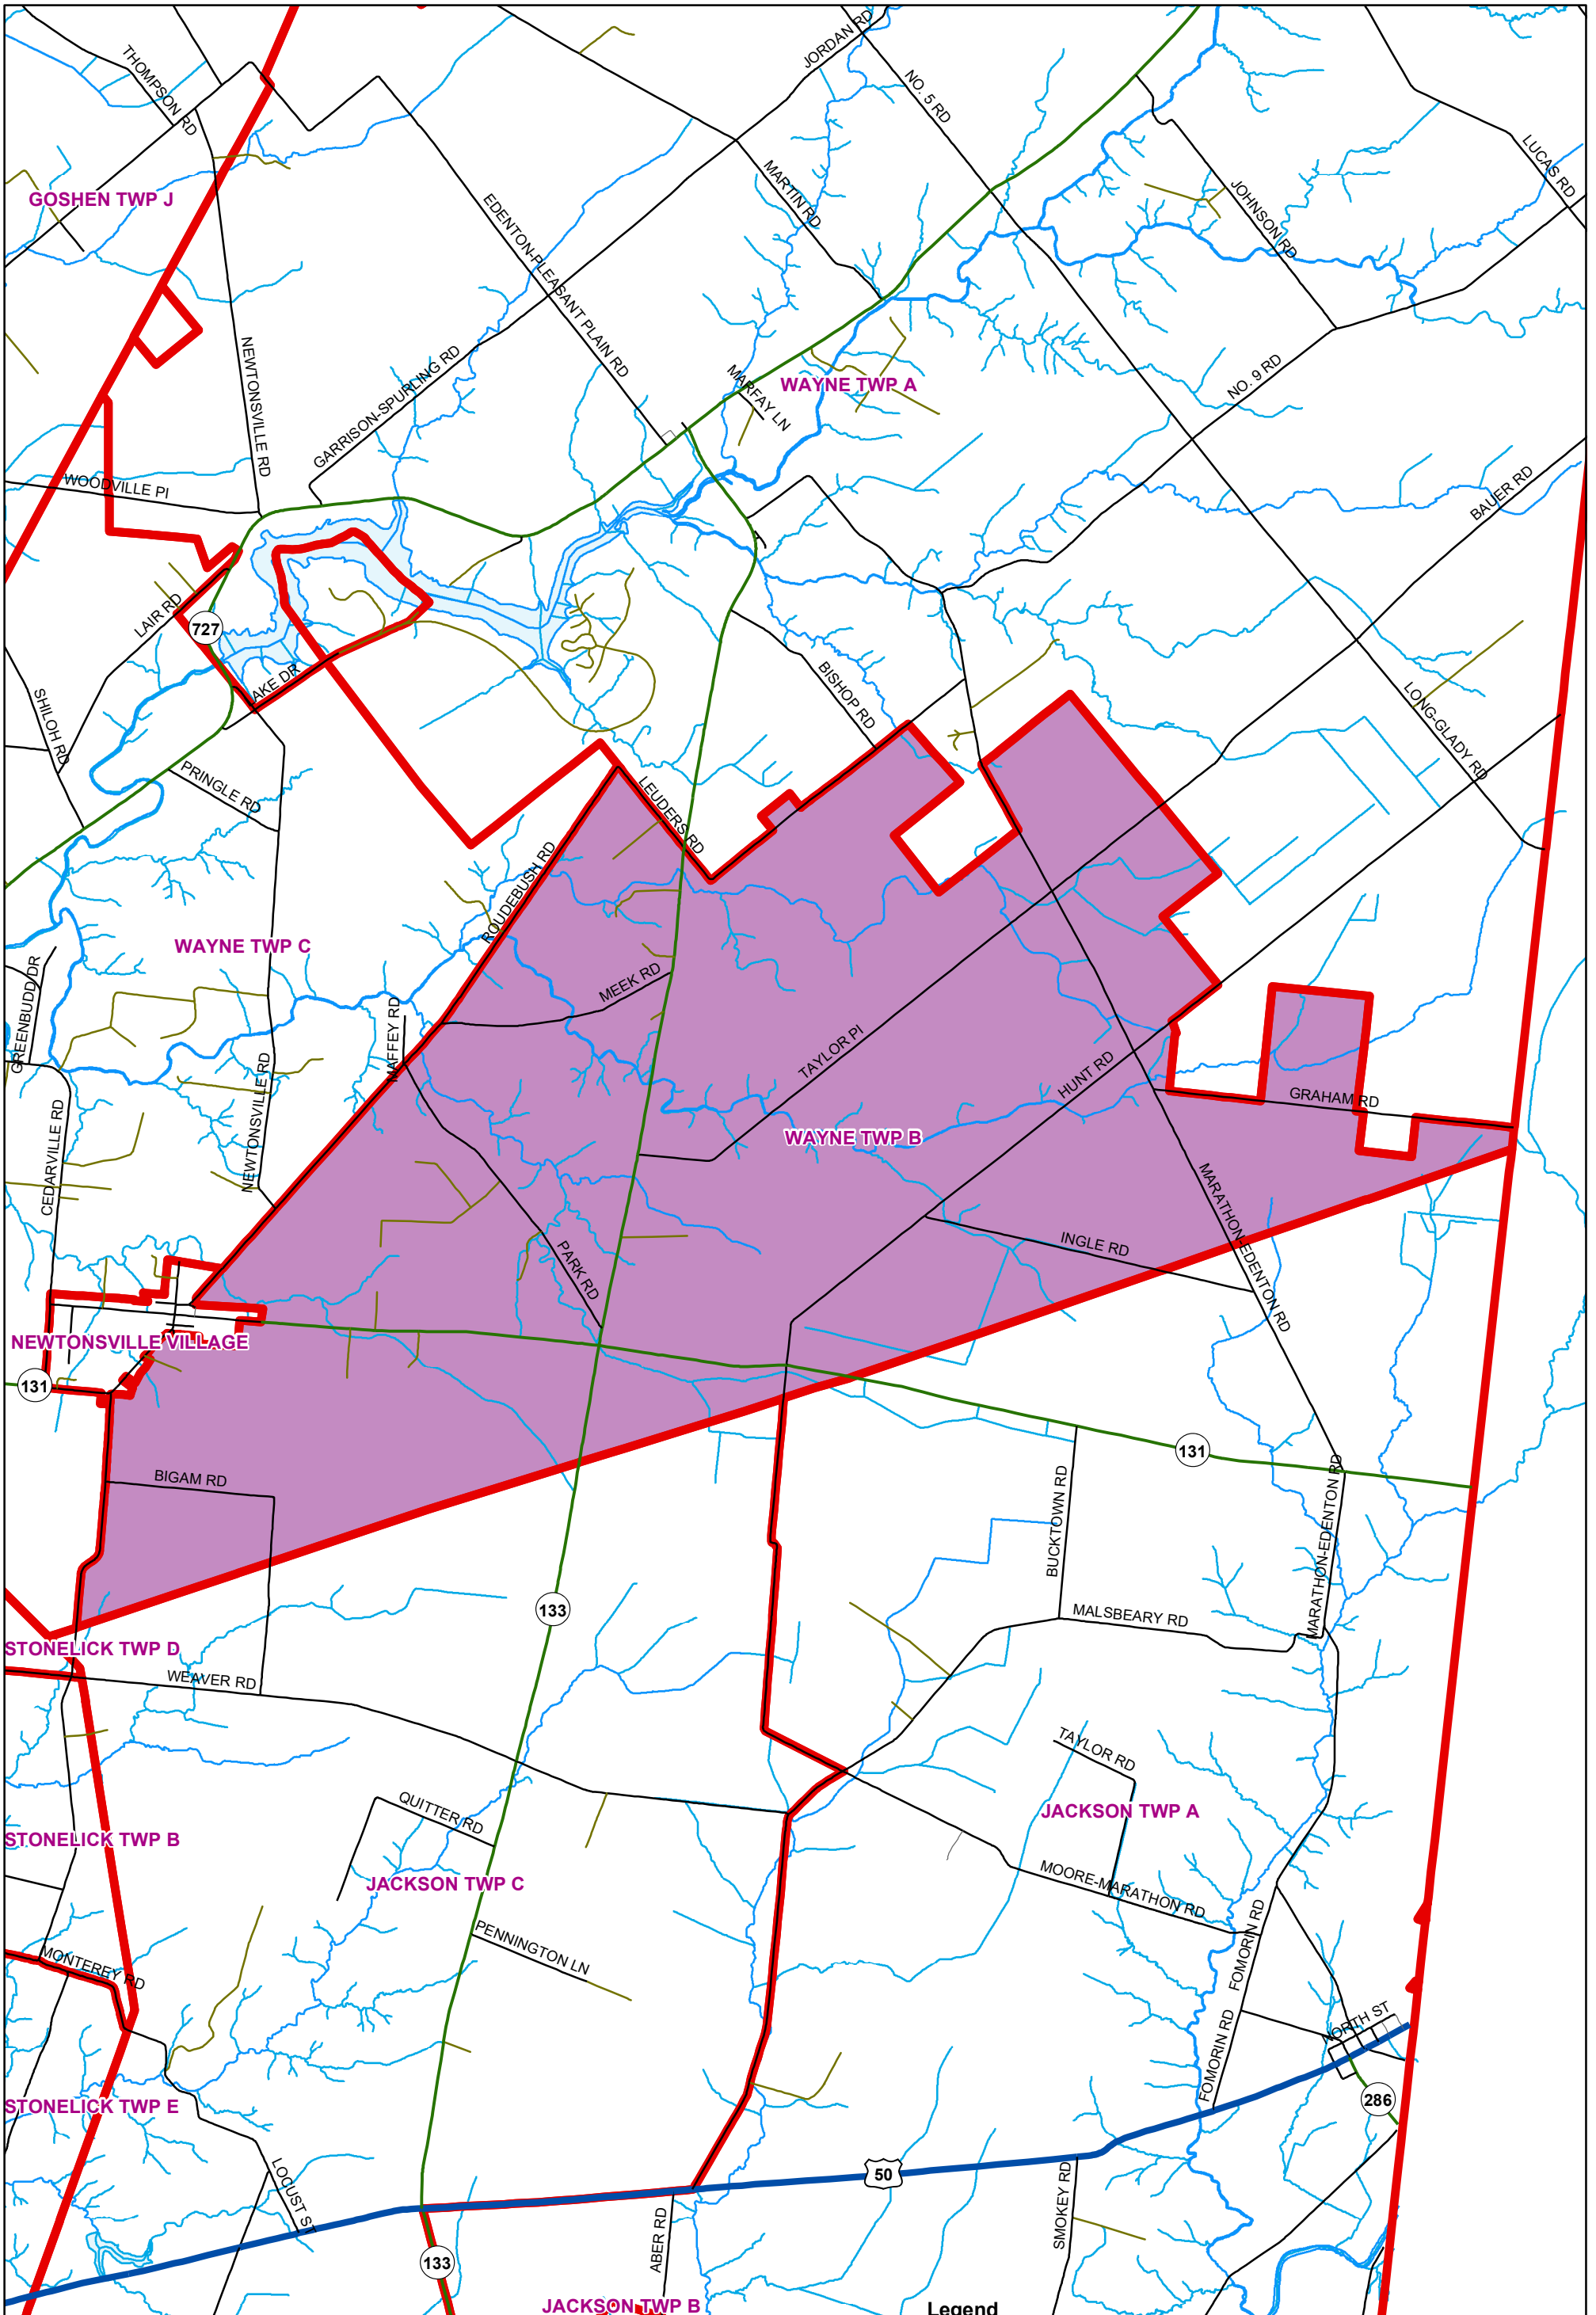 JORDAN RD
THOMPSON RD
NO. 5 RD
LUCAS RD
MARTIN RD
JOHNSON RD
GOSHEN TWP J
EDENTON-PLEASANT PLAIN RD
NEWTONSVILLE RD
GARRISON-SPURLING RD
MARFAY LN
WAYNE TWP A
NO. 9 RD
WOODVILLE PI
BAUER RD
LAIR RD
727
AKE DR
SHILOH RD
BISHOP RD
LONG-GLADY RD
PRINGLE RD
LEUDERS RD
ROUDEBUSH RD
WAYNE TWP C
MEEK RD
GREENBUDD DR
HAFFEY RD
TAYLOR PI
HUNT RD
GRAHAM RD
NEWTONSVILLE RD
CEDARVILLE RD
WAYNE TWP B
MARATHON-EDENTON RD
INGLE RD
PARK RD
NEWTONSVILLE VILLAGE
131
131
BIGAM RD
BUCKTOWN RD
MARATHON-EDENTON RD
133
MALSBEARY RD
STONELICK TWP D
WEAVER RD
TAYLOR RD
QUITTER RD
JACKSON TWP A
STONELICK TWP B
JACKSON TWP C
MOORE-MARATHON RD
PENNINGTON LN
FOMORIN RD
MONTEREY RD
NORTH ST
FOMORIN RD
286
STONELICK TWP E
50
LOCUST ST
SMOKEY RD
ABER RD
133
JACKSON TWP B
Legend